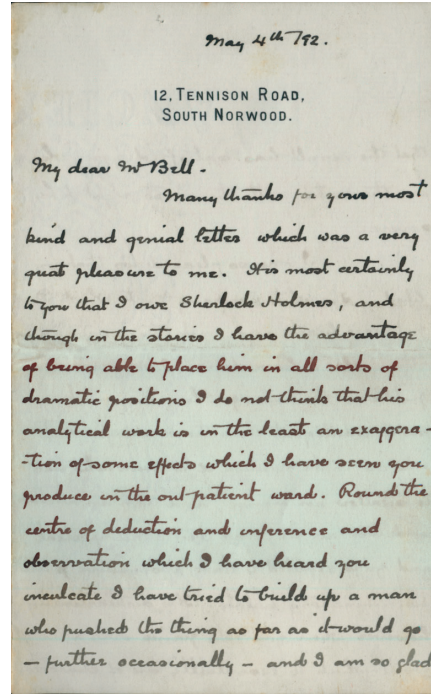 May 4th /92.
12, TENNISON ROAD,
SOUTH NORWOOD.
My dear Mr Bell.
Many thanks for your most
kind and genial letter which was a very
great pleasure to me. It is most certainly
to you that I owe Sherlock Holmes, and
though in the stories I have the advantage
of being able to place him in all sorts of
dramatic positions I do not think that his
analytical work is in the least an exaggera-
-tion of some effects which I have seen you
produce in the out-patient ward. Round the
centre of deduction and inference and
observation which I have heard you
inculcate I have tried to build up a man
who pushed the thing as far as it would go
- further occasionally - and I am so glad